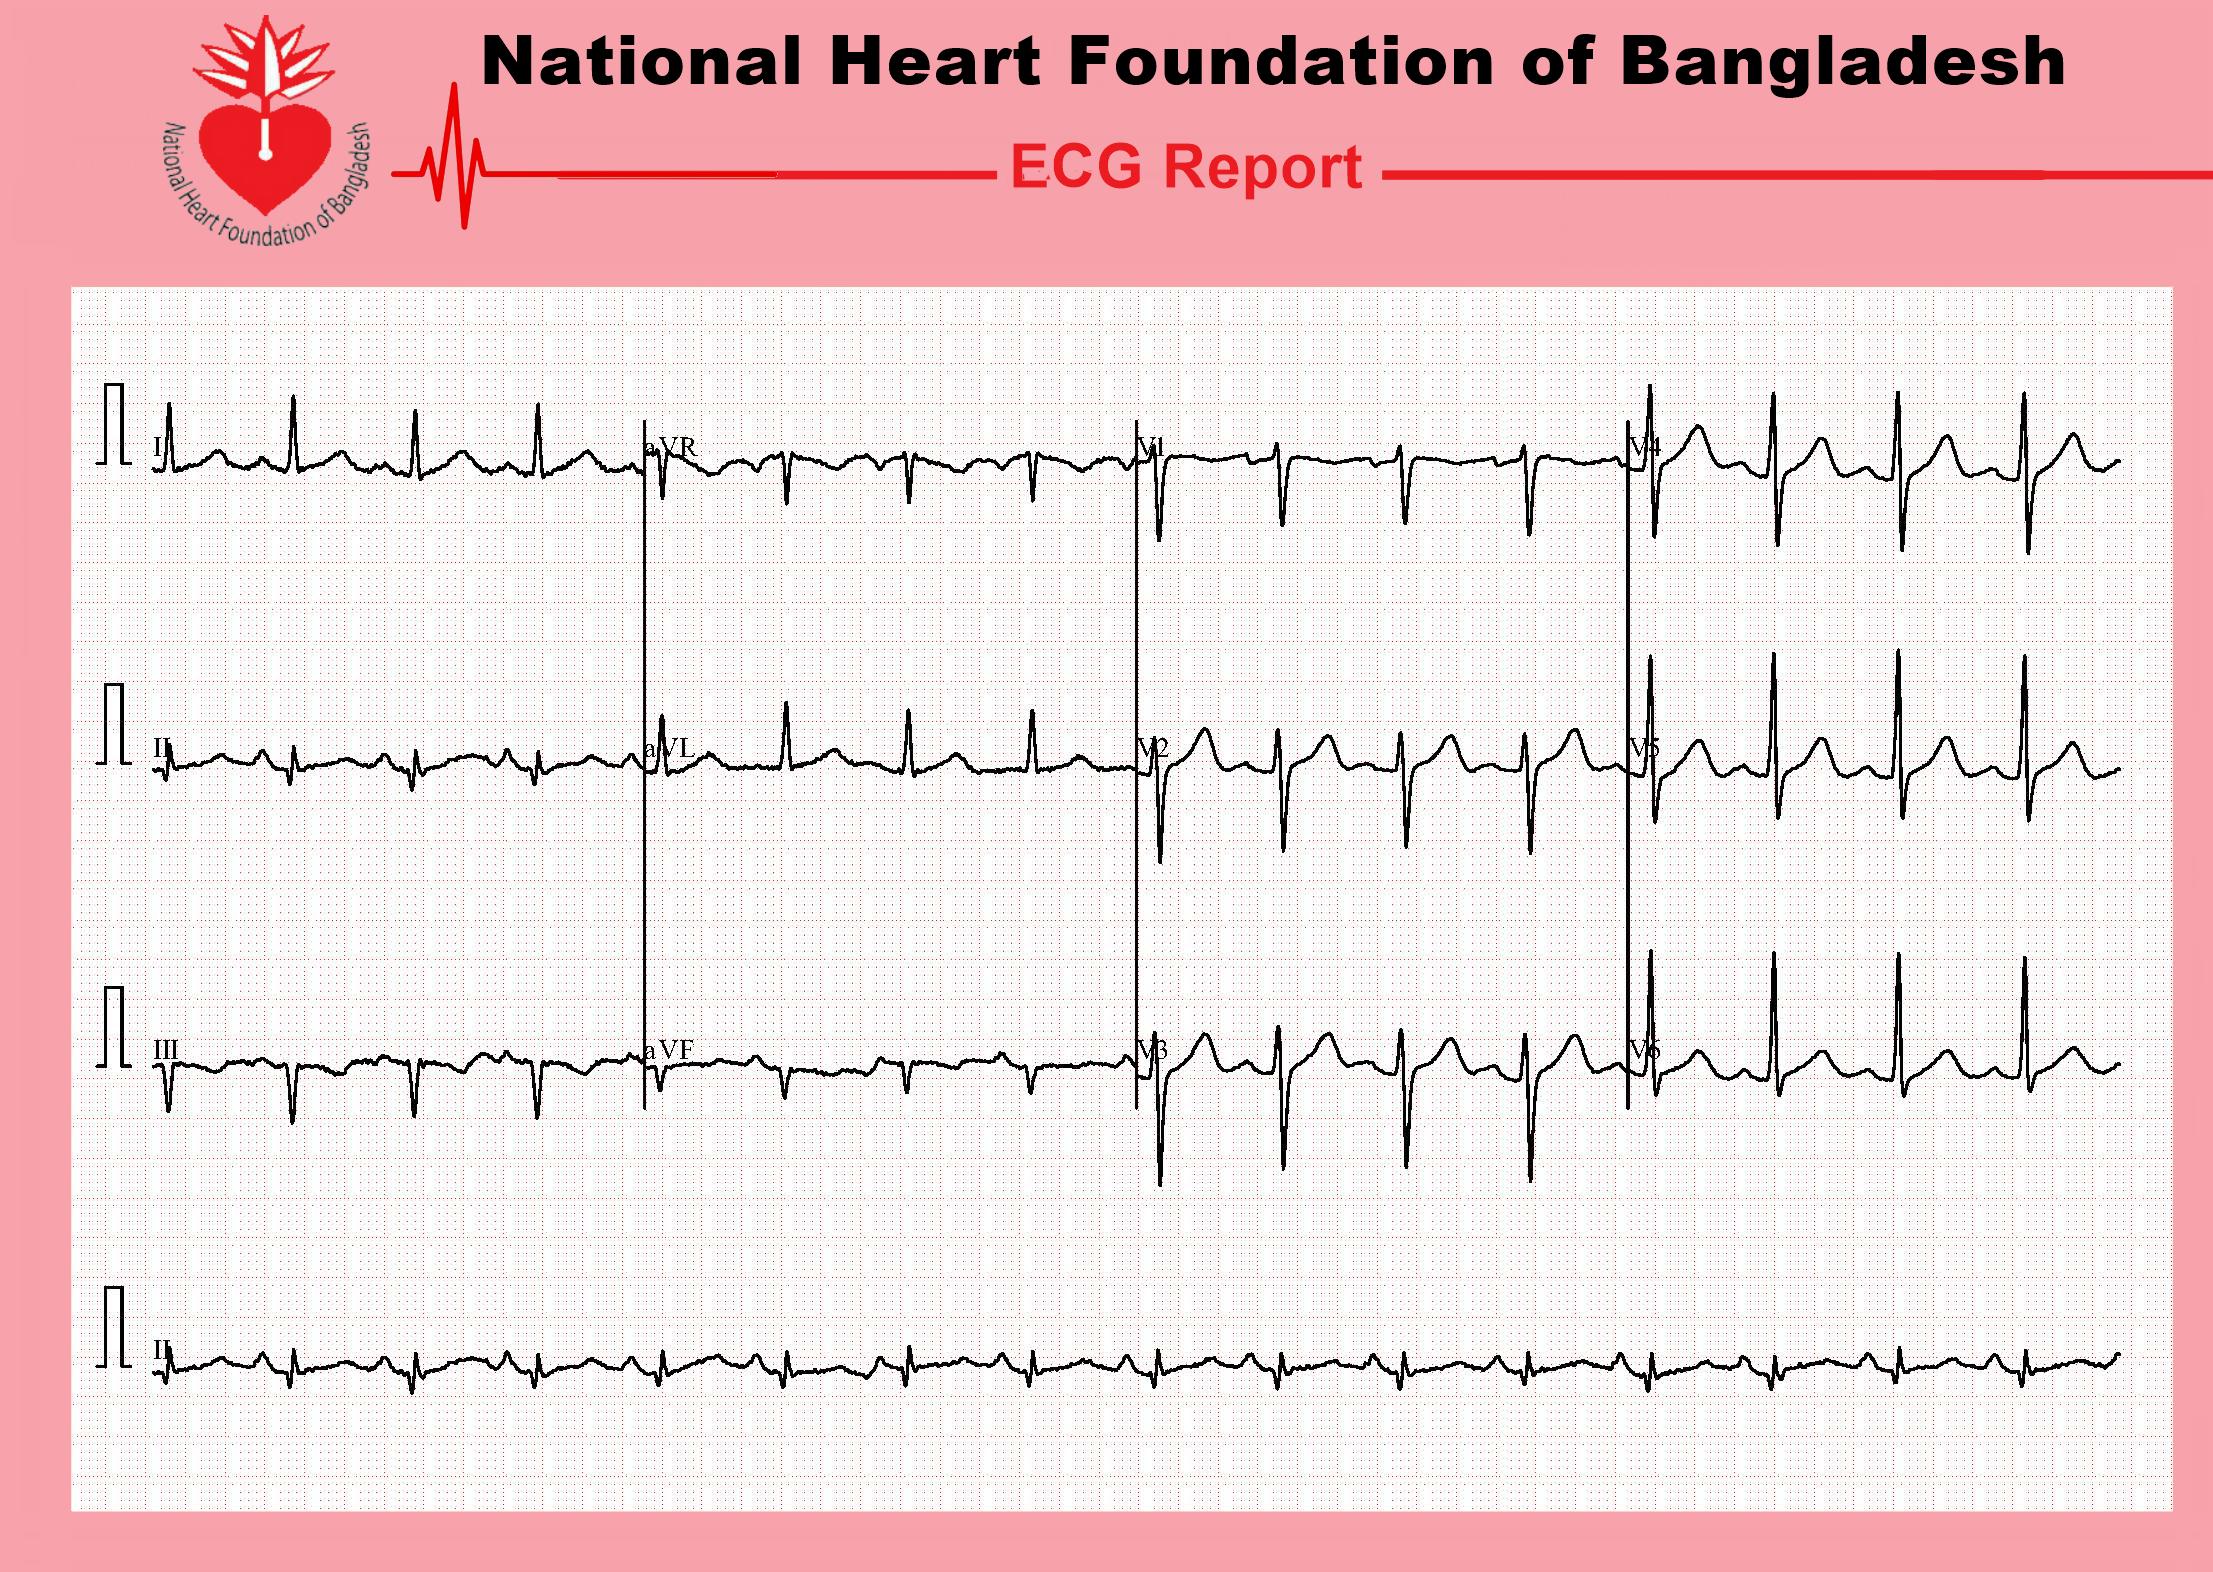 National Heart Foundation of Bangladesh
ECG Report
National Heart Foundation of Bangladesh
I
aVR
V1
V4
II
aVL
V2
V5
III
aVF
V3
V6
II